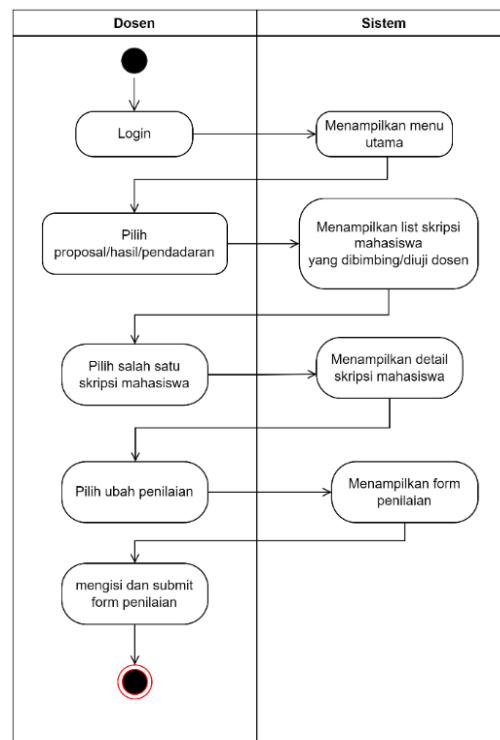 Dosen
Sistem
Login
Menampilkan menu
utama
Pilih
proposal/hasil/pendadaran
Menampilkan list skripsi
mahasiswa
yang dibimbing/diuji dosen
Pilih salah satu
skripsi mahasiswa
Menampilkan detail
skripsi mahasiswa
Pilih ubah penilaian
Menampilkan form
penilaian
mengisi dan submit
form penilaian